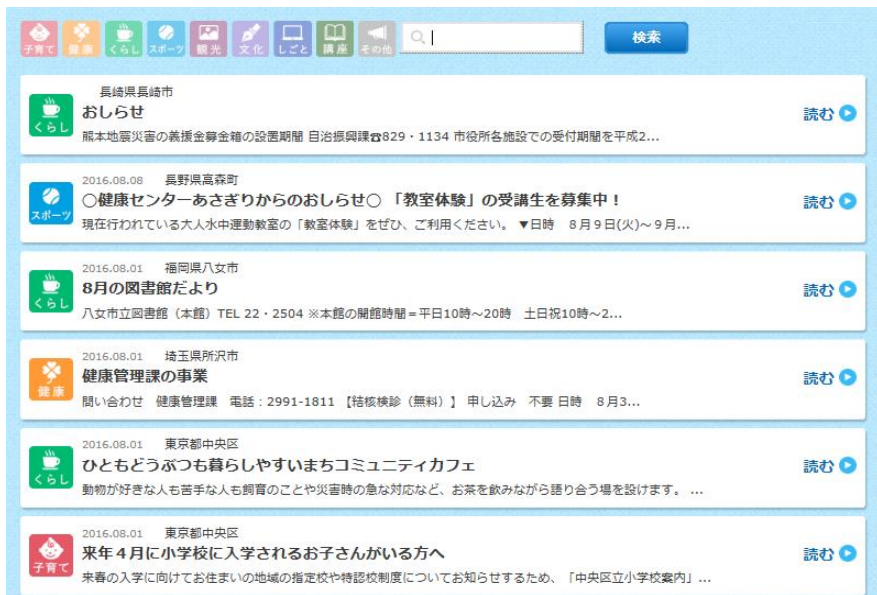 子育て 健康 くらし スポーツ 観光 文化 しごと 講座 その他 検索
長崎県長崎市
くらし
おしらせ
読む
熊本地震災害の義援金募金箱の設置期間 自治振興課☎829・1134 市役所各施設での受付期間を平成2...
2016.08.08 長野県高森町
スポーツ
○健康センターあさぎりからのおしらせ○ 「教室体験」の受講生を募集中!
読む
現在行われている大人水中運動教室の「教室体験」をぜひ、ご利用ください。 ▼日時 8月9日(火)~9月...
2016.08.01 福岡県八女市
くらし
8月の図書館だより
読む
八女市立図書館(本館)TEL 22・2504 ※本館の開館時間=平日10時~20時 土日祝10時~2...
2016.08.01 埼玉県所沢市
健康
健康管理課の事業
読む
問い合わせ 健康管理課 電話:2991-1811 【結核検診(無料)】 申し込み 不要 日時 8月3...
2016.08.01 東京都中央区
くらし
ひともどうぶつも暮らしやすいまちコミュニティカフェ
読む
動物が好きな人も苦手な人も飼育のことや災害時の急な対応など、お茶を飲みながら語り合う場を設けます。 ...
2016.08.01 東京都中央区
子育て
来年4月に小学校に入学されるお子さんがいる方へ
読む
来春の入学に向けてお住まいの地域の指定校や特認校制度についてお知らせするため、「中央区立小学校案内」...